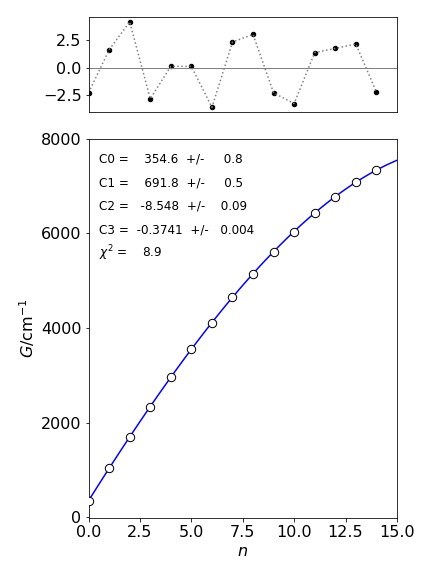 2.5
0.0
−2.5
8000
6000
4000
2000
0
G/cm⁻¹
C0 = 354.6 +/- 0.8
C1 = 691.8 +/- 0.5
C2 = -8.548 +/- 0.09
C3 = -0.3741 +/- 0.004
χ² = 8.9
0.0 2.5 5.0 7.5 10.0 12.5 15.0
n